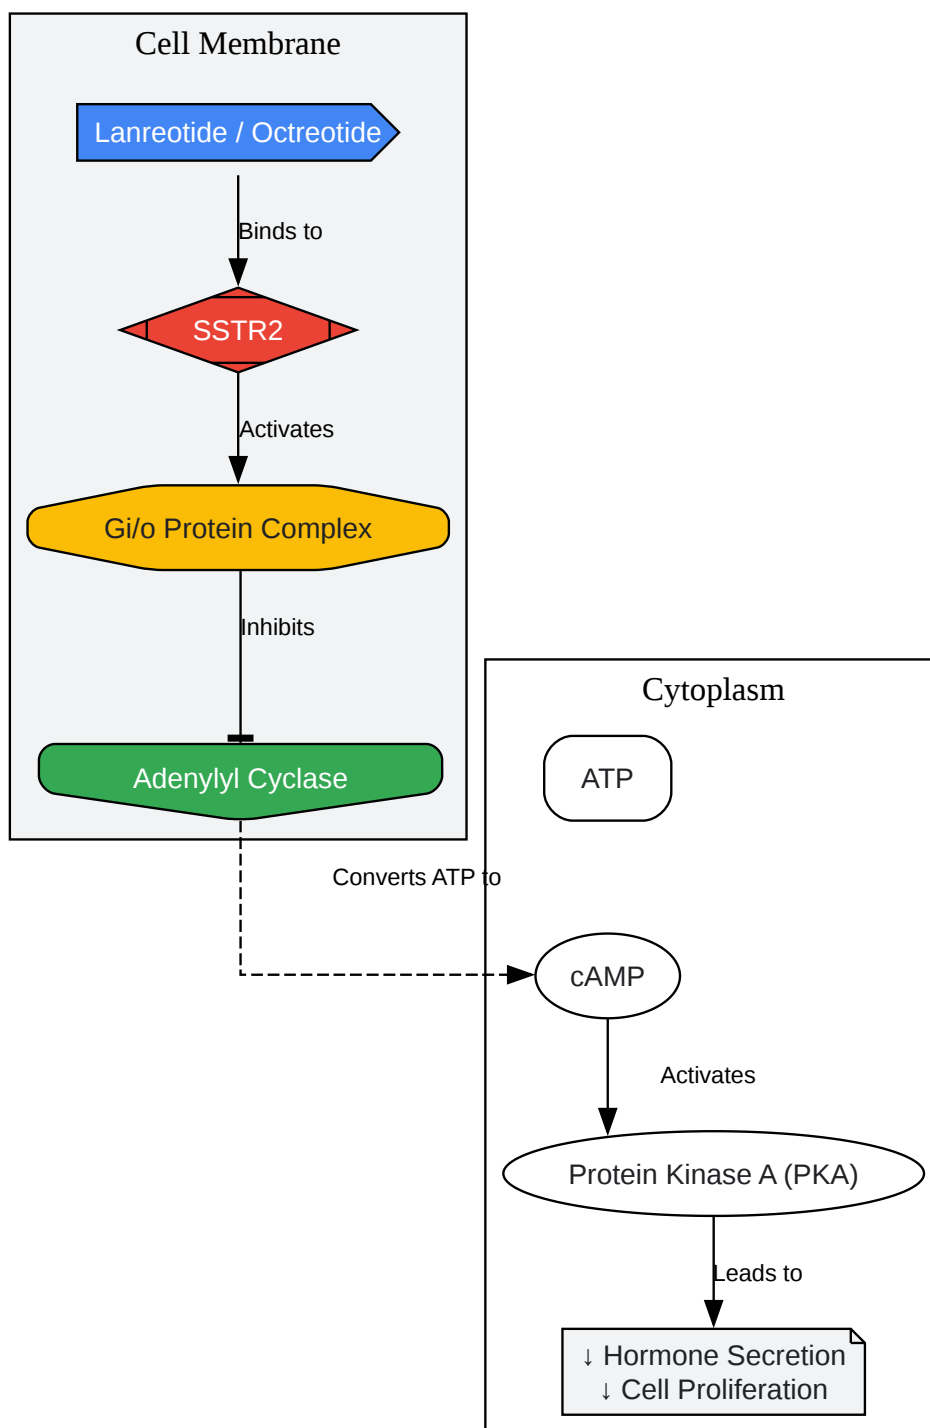 Cell Membrane
Lanreotide / Octreotide
Binds to
SSTR2
Activates
Gi/o Protein Complex
Inhibits
Adenylyl Cyclase
Converts ATP to
Cytoplasm
ATP
cAMP
Activates
Protein Kinase A (PKA)
Leads to
↓ Hormone Secretion
↓ Cell Proliferation